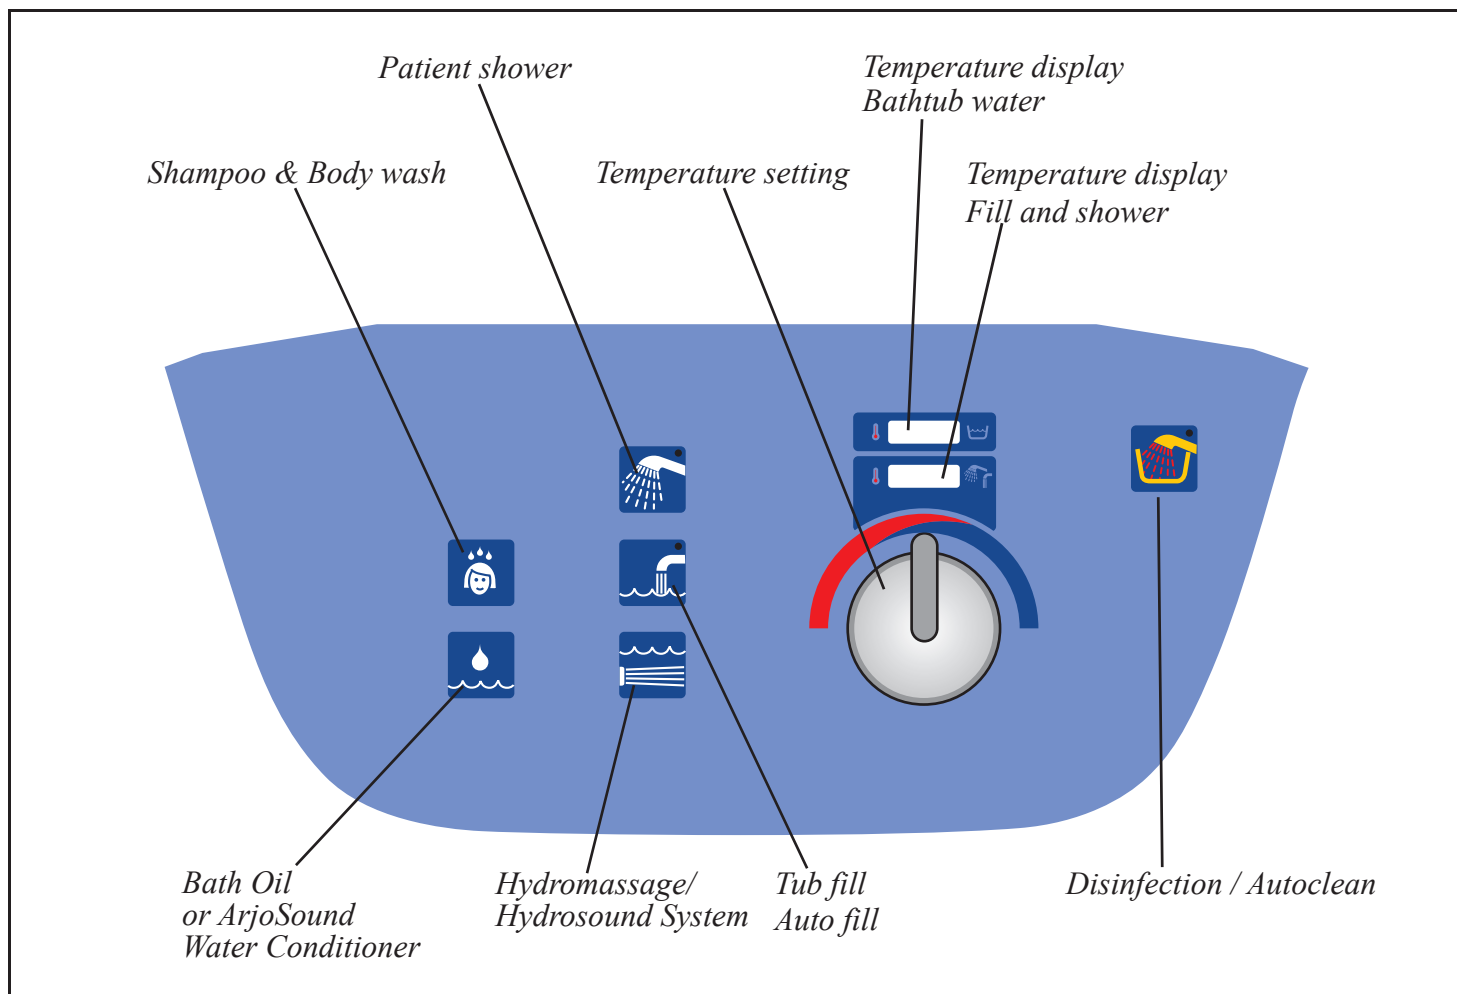 Patient shower
Temperature display
Bathtub water
Shampoo & Body wash
Temperature setting
Temperature display
Fill and shower
Bath Oil
or ArjoSound
Water Conditioner
Hydromassage/
Hydrosound System
Tub fill
Auto fill
Disinfection / Autoclean